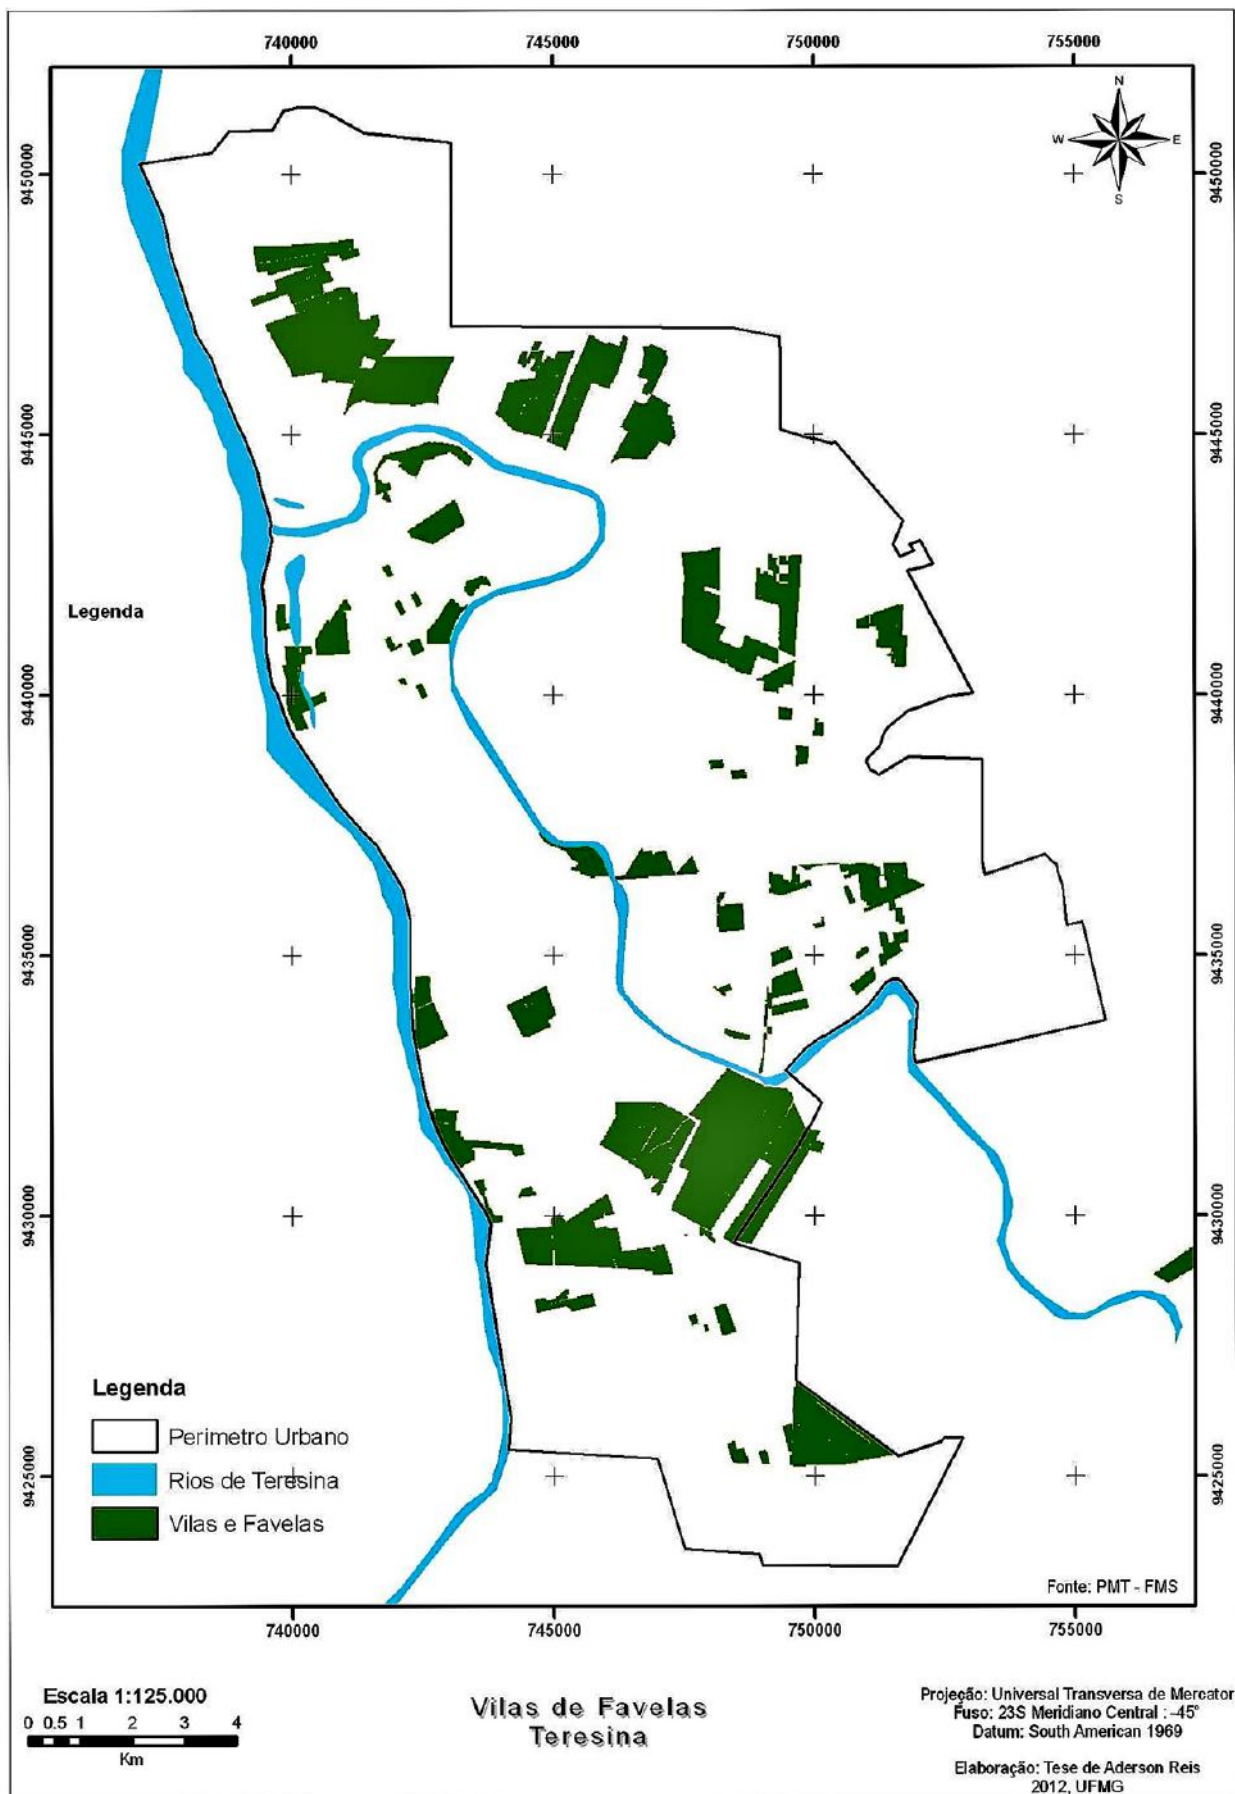 740000 745000 750000 755000
N
W E
S
9450000 9450000
9445000 9445000
Legenda
9440000 9440000
9435000 9435000
9430000 9430000
Legenda
Perimetro Urbano
Rios de Teresina
Vilas e Favelas
9425000 9425000
Fonte: PMT - FMS
740000 745000 750000 755000
Escala 1:125.000
0 0.5 1 2 3 4
Km
Vilas de Favelas
Teresina
Projeção: Universal Transversa de Mercator
Fuso: 23S Meridiano Central : -45°
Datum: South American 1969
Elaboração: Tese de Aderson Reis
2012, UFMG